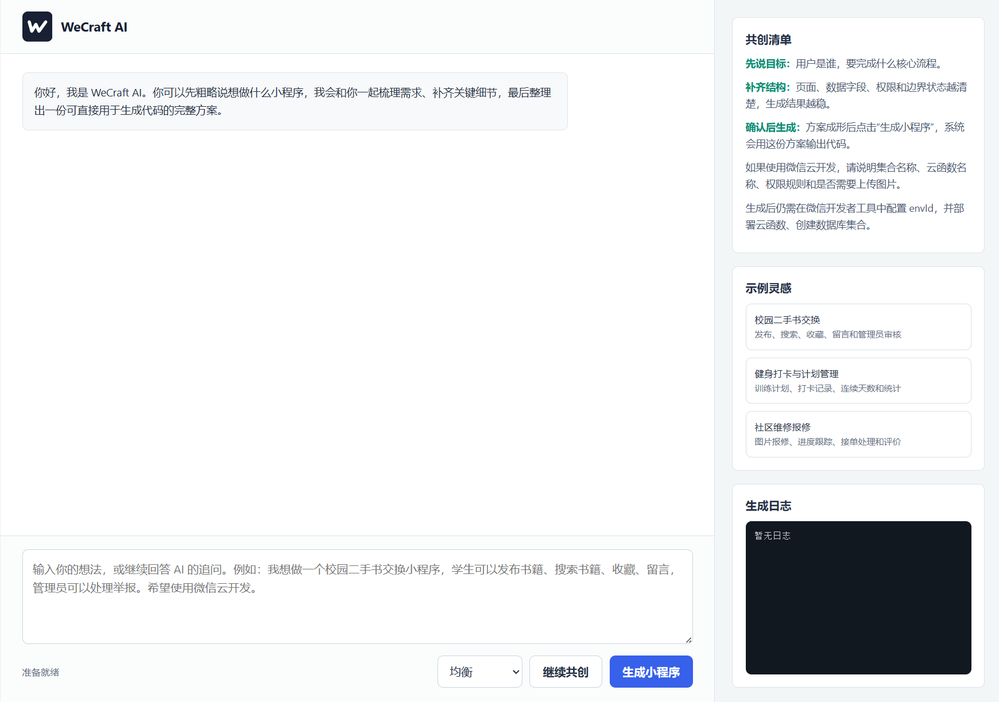 WeCraft AI
你好，我是 WeCraft AI。你可以先粗略说想做什么小程序，我会和你一起梳理需求、补齐关键细节，最后整理
出一份可直接用于生成代码的完整方案。
输入你的想法，或继续回答 AI 的追问。例如：我想做一个校园二手书交换小程序，学生可以发布书籍、搜索书籍、收藏、留言，
管理员可以处理举报。希望使用微信云开发。
准备就绪
均衡
继续共创
生成小程序
共创清单
先说目标：用户是谁，要完成什么核心流程。
补齐结构：页面、数据字段、权限和边界状态越清
楚，生成结果越稳。
确认后生成：方案成形后点击“生成小程序”，系统
会用这份方案输出代码。
如果使用微信云开发，请说明集合名称、云函数名
称、权限规则和是否需要上传图片。
生成后仍需在微信开发者工具中配置 envId，并部
署云函数、创建数据库集合。
示例灵感
校园二手书交换
发布、搜索、收藏、留言和管理员审核
健身打卡与计划管理
训练计划、打卡记录、连续天数和统计
社区维修报修
图片报修、进度跟踪、接单处理和评价
生成日志
暂无日志